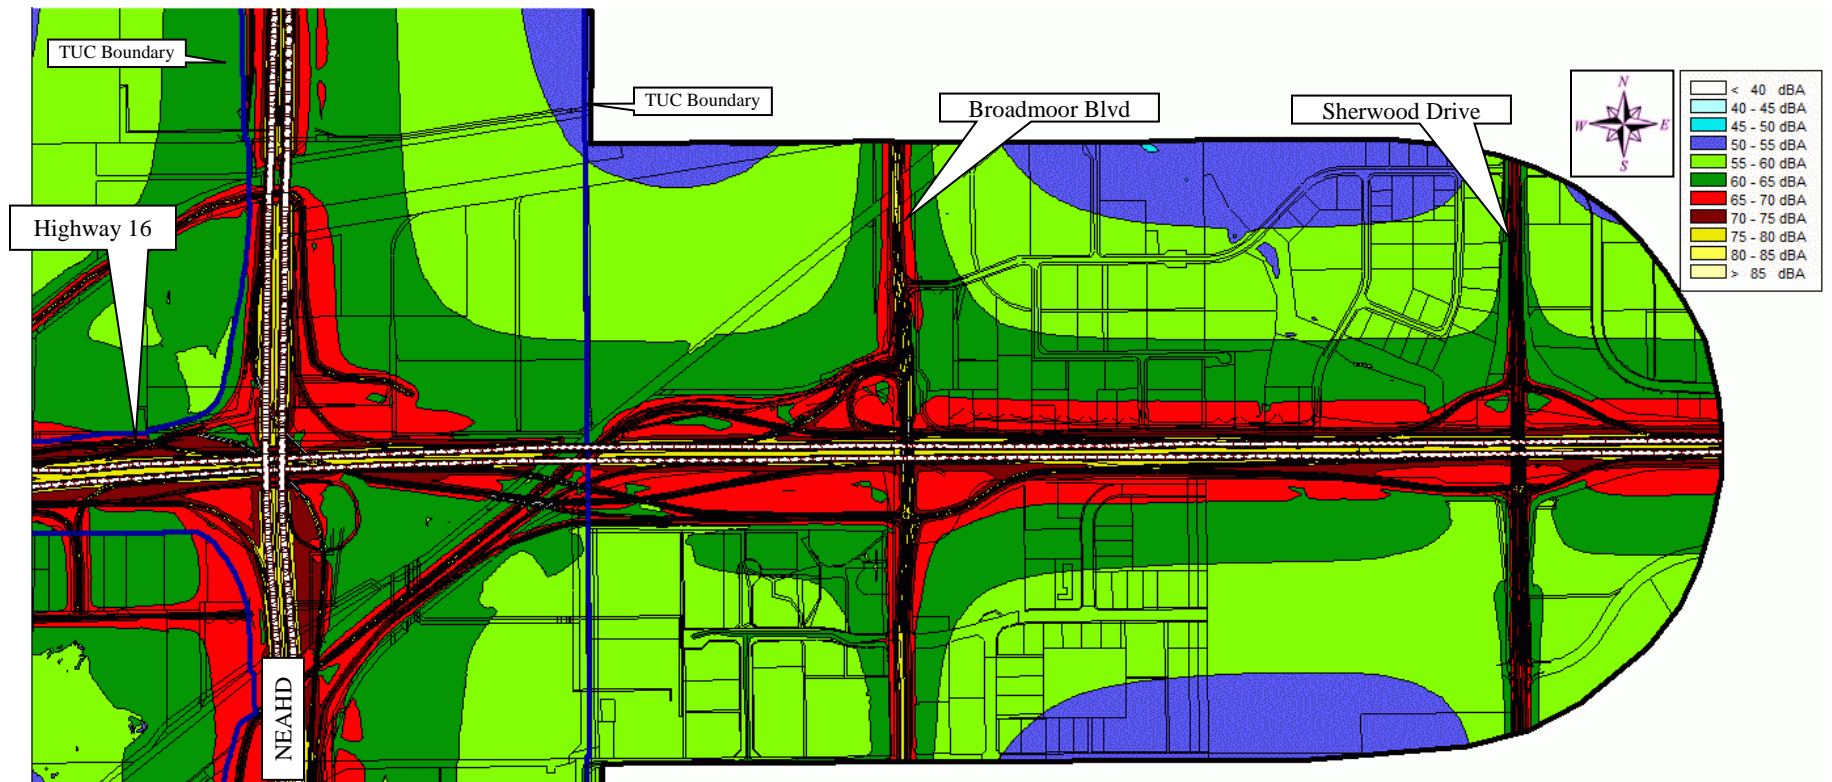 TUC Boundary
TUC Boundary
Broadmoor Blvd
Sherwood Drive
Highway 16
NEAHD
N
W E
S
< 40 dBA
40 - 45 dBA
45 - 50 dBA
50 - 55 dBA
55 - 60 dBA
60 - 65 dBA
65 - 70 dBA
70 - 75 dBA
75 - 80 dBA
80 - 85 dBA
> 85 dBA